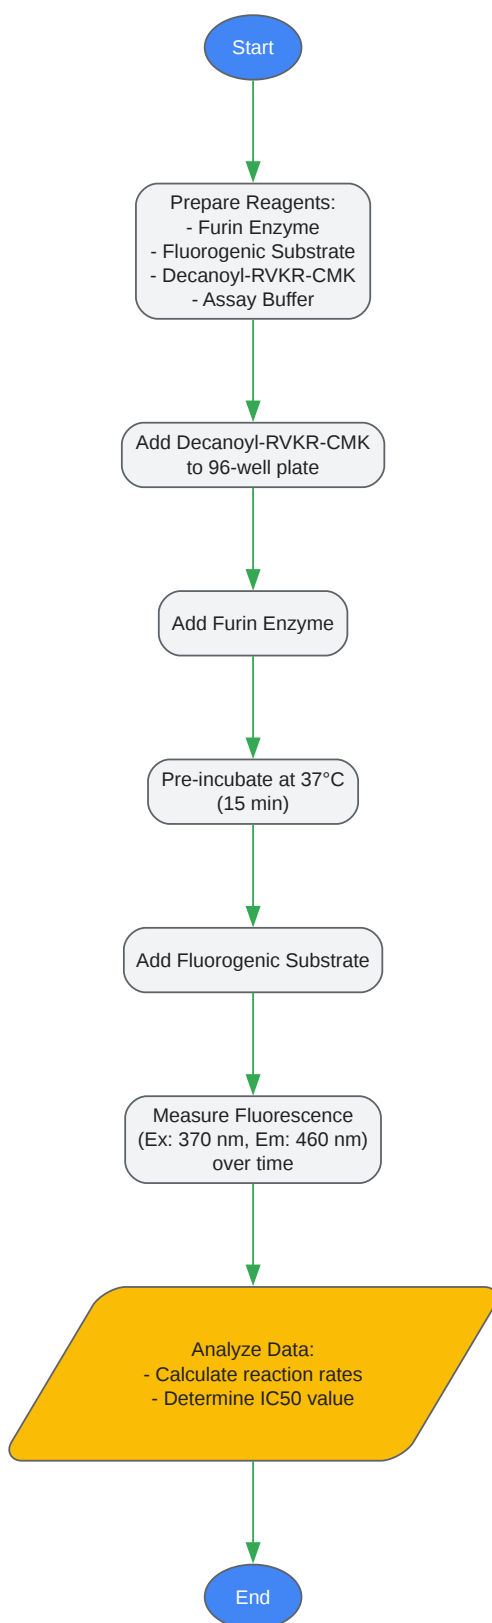 Start
Prepare Reagents:
- Furin Enzyme
- Fluorogenic Substrate
- Decanoyl-RVKR-CMK
- Assay Buffer
Add Decanoyl-RVKR-CMK
to 96-well plate
Add Furin Enzyme
Pre-incubate at 37°C
(15 min)
Add Fluorogenic Substrate
Measure Fluorescence
(Ex: 370 nm, Em: 460 nm)
over time
Analyze Data:
- Calculate reaction rates
- Determine IC50 value
End